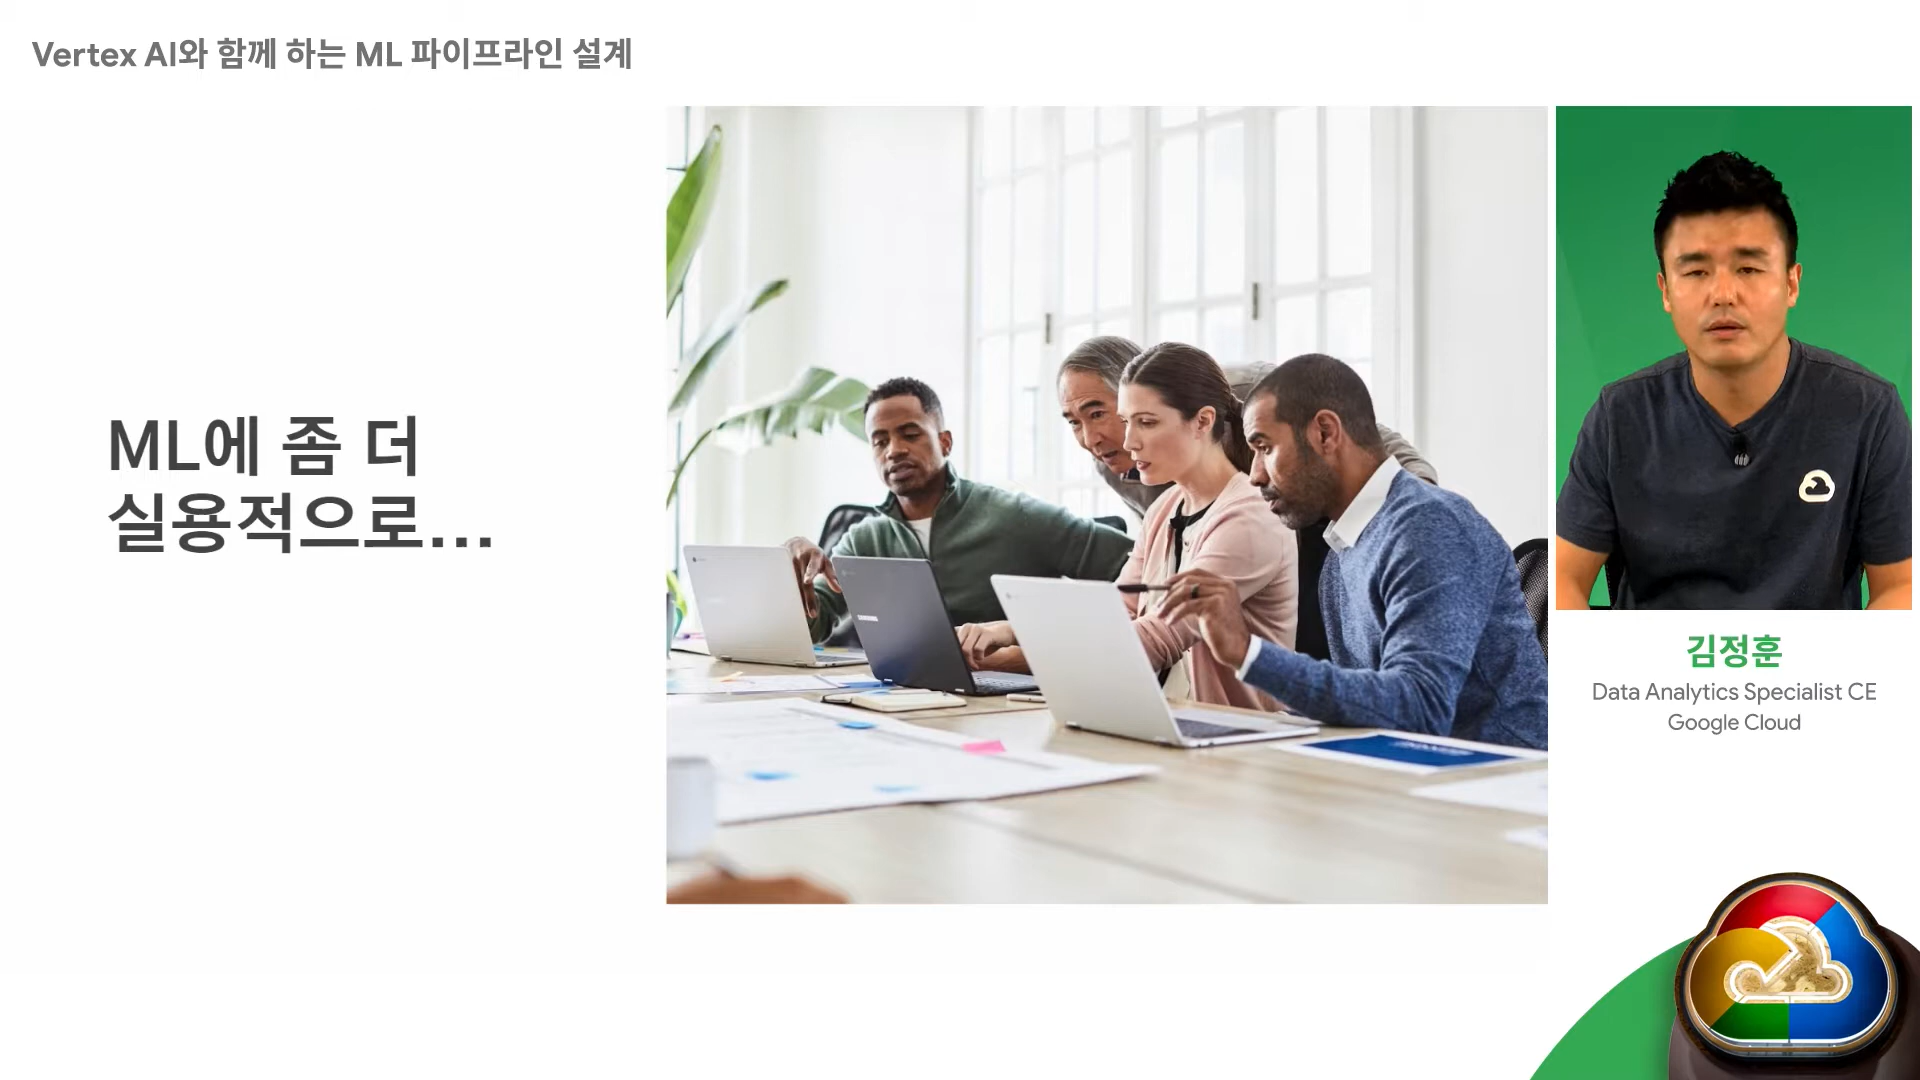 Vertex AI와 함께 하는 ML 파이프라인 설계
ML에 좀 더
실용적으로...
김정훈
Data Analytics Specialist CE
Google Cloud